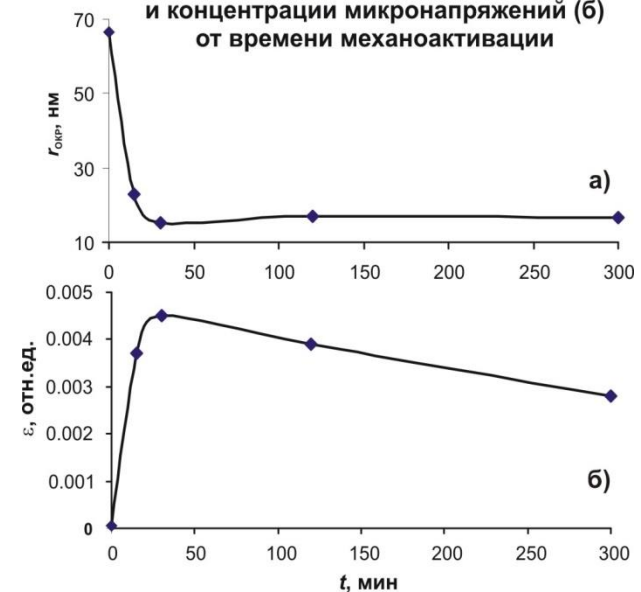 и концентрации микронапряжений (б)
от времени механоактивации
70
50
30
10
rОКР, нм
а)
0 50 100 150 200 250 300
0.005
0.004
0.003
0.002
0.001
0
ε, отн.ед.
б)
0 50 100 150 200 250 300
t, мин